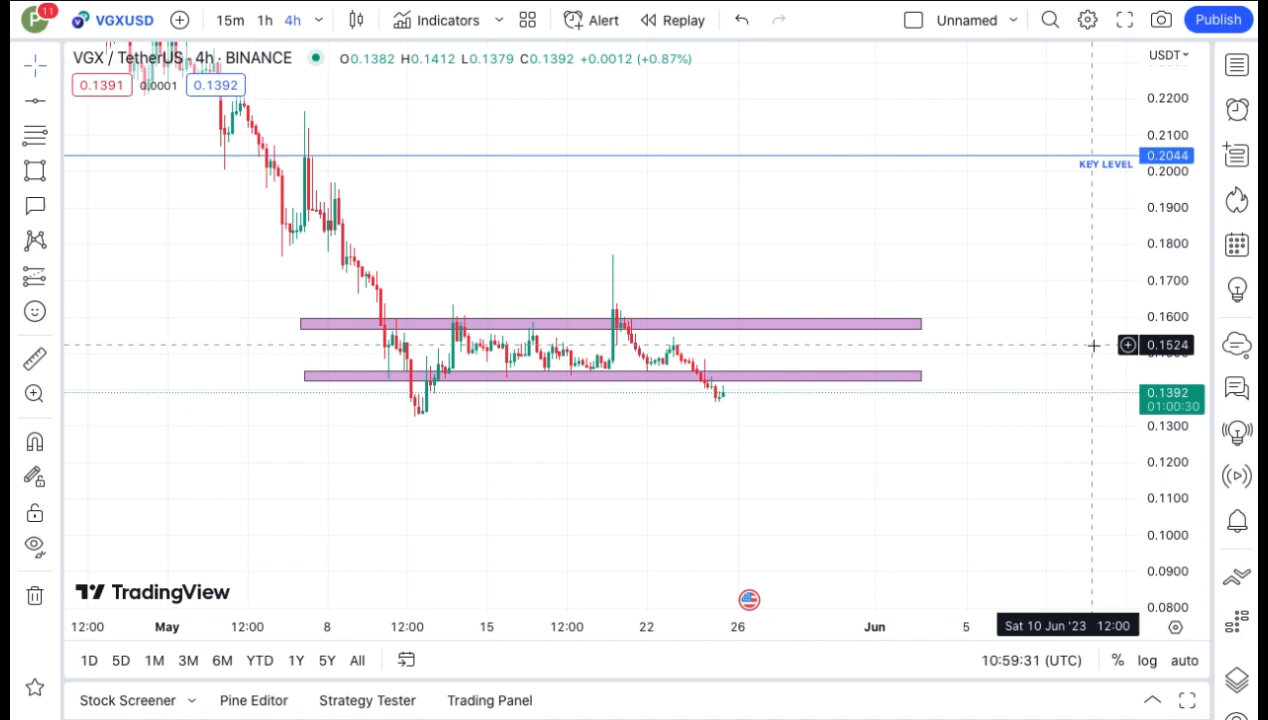 P 11 VGXUSD 15m 1h 4h Indicators Alert Replay Unnamed Publish
VGX / TetherUS · 4h · BINANCE O0.1382 H0.1412 L0.1379 C0.1392 +0.0012 (+0.87%) USDT
0.1391 0.0001 0.1392
0.2200
0.2100
0.2044
KEY LEVEL
0.2000
0.1900
0.1800
0.1700
0.1600
0.1524
0.1392
01:00:30
0.1300
0.1200
0.1100
0.1000
0.0900
TradingView
0.0800
12:00 May 12:00 8 12:00 15 12:00 22 26 Jun 5 Sat 10 Jun '23 12:00
1D 5D 1M 3M 6M YTD 1Y 5Y All 10:59:31 (UTC) % log auto
Stock Screener Pine Editor Strategy Tester Trading Panel